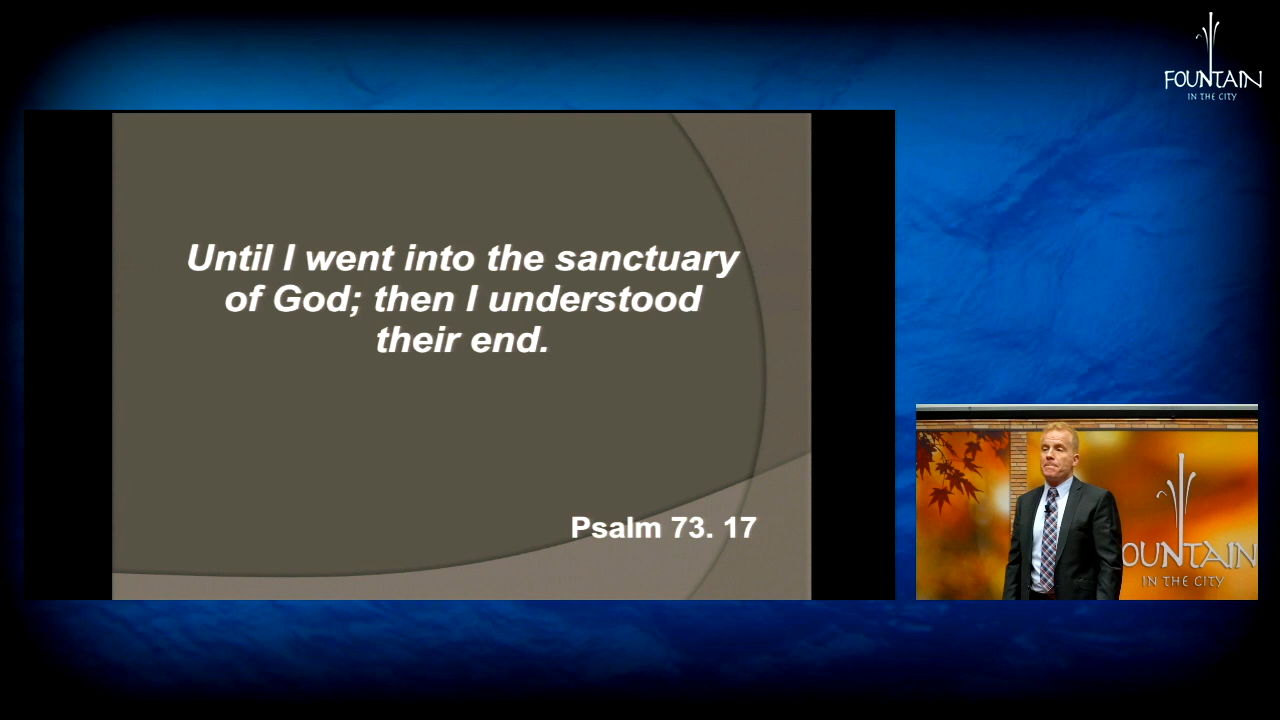 FOUNTAIN
IN THE CITY
Until I went into the sanctuary
of God; then I understood
their end.
Psalm 73. 17
OUNTAIN
IN THE CITY